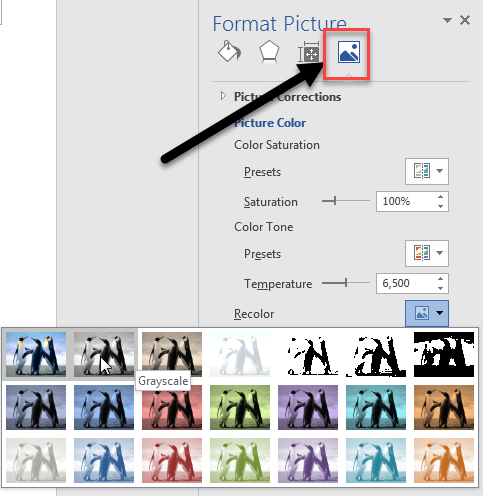 Format Picture
Picture Corrections
Picture Color
Color Saturation
Presets
Saturation 100%
Color Tone
Presets
Temperature 6,500
Recolor
Grayscale